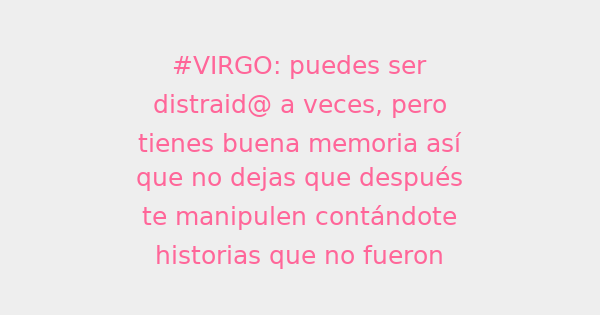 #VIRGO: puedes ser
distraid@ a veces, pero
tienes buena memoria así
que no dejas que después
te manipulen contándote
historias que no fueron